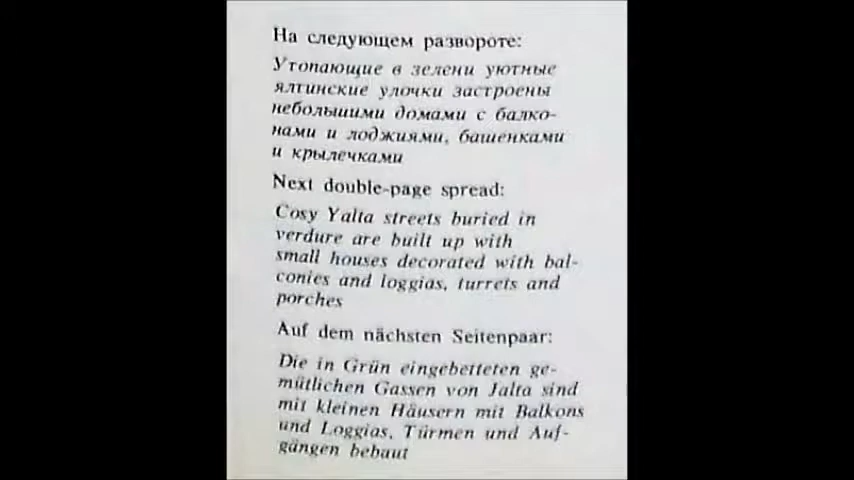 На следующем развороте:
Утопающие в зелени уютные
ялтинские улочки застроены
небольшими домами с балко-
нами и лоджиями, башенками
и крылечками
Next double-page spread:
Cosy Yalta streets buried in
verdure are built up with
small houses decorated with bal-
conies and loggias, turrets and
porches
Auf dem nächsten Seitenpaar:
Die in Grün eingebetteten ge-
mütlichen Gassen von Jalta sind
mit kleinen Häusern mit Balkons
und Loggias, Türmen und Auf-
gängen bebaut